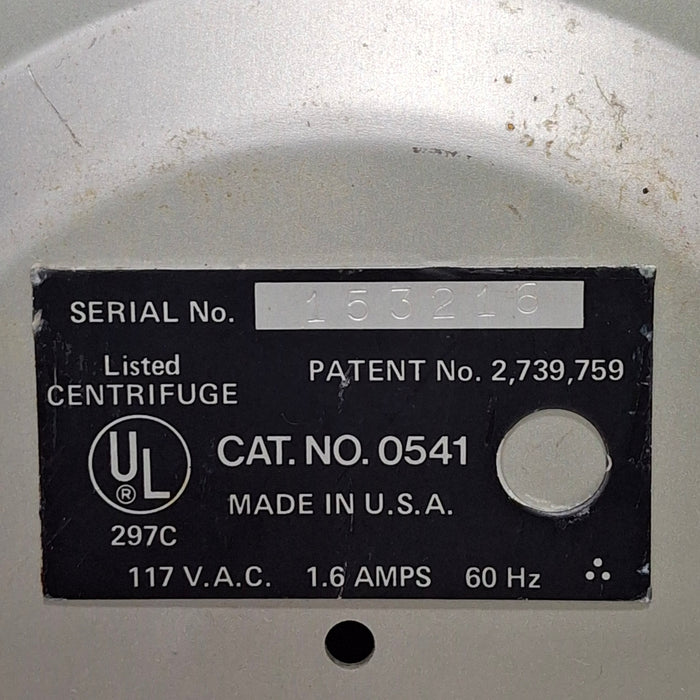 SERIAL No. 153216
Listed
CENTRIFUGE
PATENT No. 2,739,759
UL
®
CAT. NO. 0541
MADE IN U.S.A.
297C
117 V.A.C. 1.6 AMPS 60 Hz